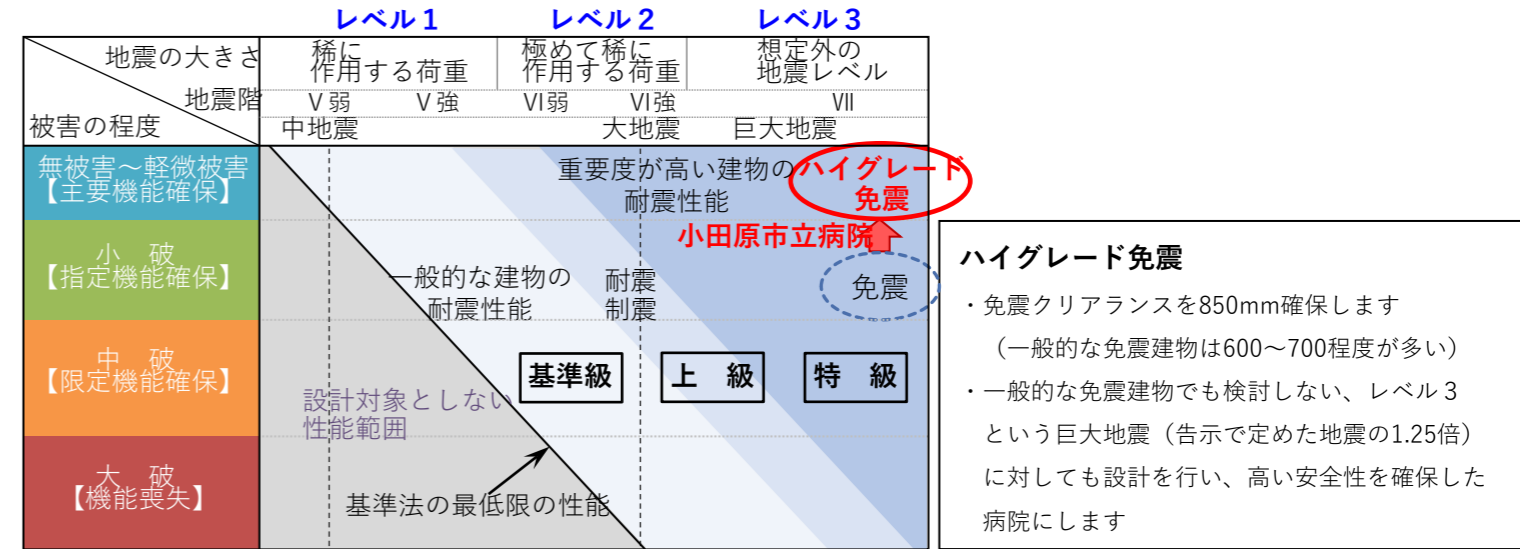 レベル１ レベル２ レベル３
地震の大きさ
稀に
作用する荷重
極めて稀に
作用する荷重
想定外の
地震レベル
地震階
Ⅴ弱 Ⅴ強 Ⅵ弱 Ⅵ強 Ⅶ
被害の程度
中地震 大地震 巨大地震
無被害～軽微被害
【主要機能確保】
重要度が高い建物の
耐震性能
ハイグレード
免震
小田原市立病院
小　破
【指定機能確保】
一般的な建物の
耐震性能
耐震
制震
免震
中　破
【限定機能確保】
基準級 上　級 特　級
設計対象としない
性能範囲
大　破
【機能喪失】
基準法の最低限の性能
ハイグレード免震
・免震クリアランスを850mm確保します
（一般的な免震建物は600～700程度が多い）
・一般的な免震建物でも検討しない、レベル３
という巨大地震（告示で定めた地震の1.25倍）
に対しても設計を行い、高い安全性を確保した
病院にします